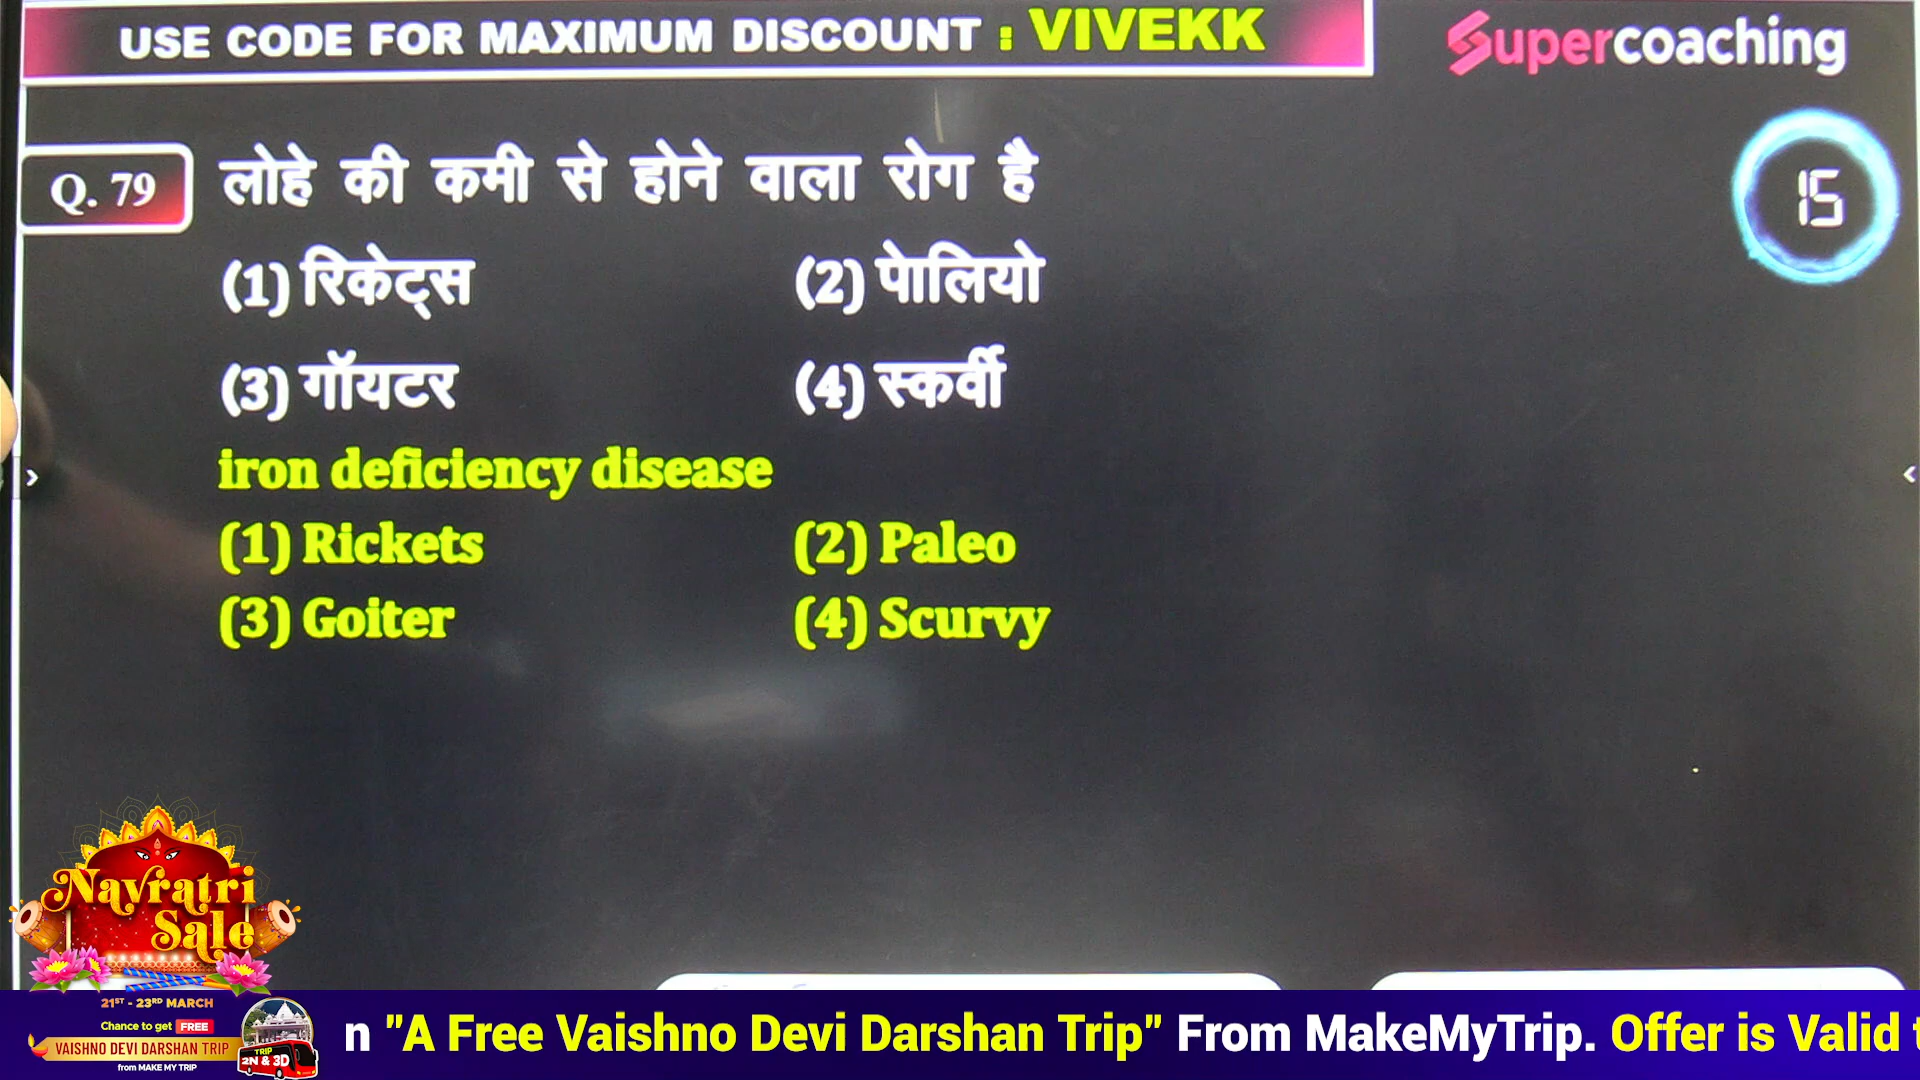 USE CODE FOR MAXIMUM DISCOUNT : VIVEKK
Supercoaching
Q. 79 लोहे की कमी से होने वाला रोग है
15
(1) रिकेट्स (2) पेालियो
(3) गॉयटर (4) स्कर्वी
iron deficiency disease
(1) Rickets (2) Paleo
(3) Goiter (4) Scurvy
Navratri
Sale
21ST - 23RD MARCH
Chance to get FREE
VAISHNO DEVI DARSHAN TRIP
from MAKE MY TRIP
TRIP
2N & 3D
n "A Free Vaishno Devi Darshan Trip" From MakeMyTrip. Offer is Valid